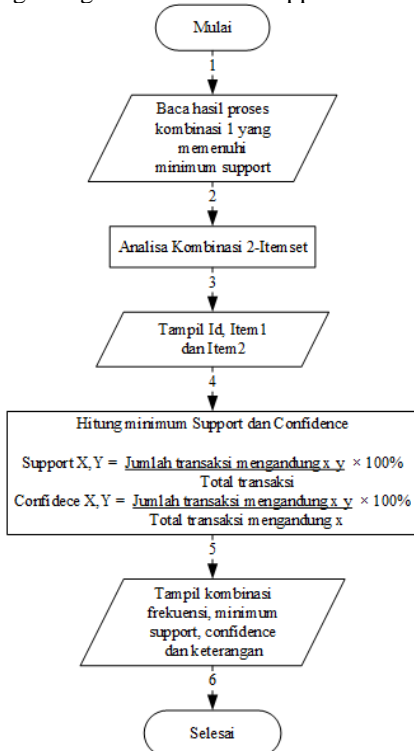 Mulai
1
Baca hasil proses
kombinasi 1 yang
memenuhi
minimum support
2
Analisa Kombinasi 2-Itemset
3
Tampil Id, Item1
dan Item2
4
Hitung minimum Support dan Confidence
Support X,Y = Jumlah transaksi mengandung x y × 100%
Total transaksi
Confidece X,Y = Jumlah transaksi mengandung x y × 100%
Total transaksi mengandung x
5
Tampil kombinasi
frekuensi, minimum
support, confidence
dan keterangan
6
Selesai